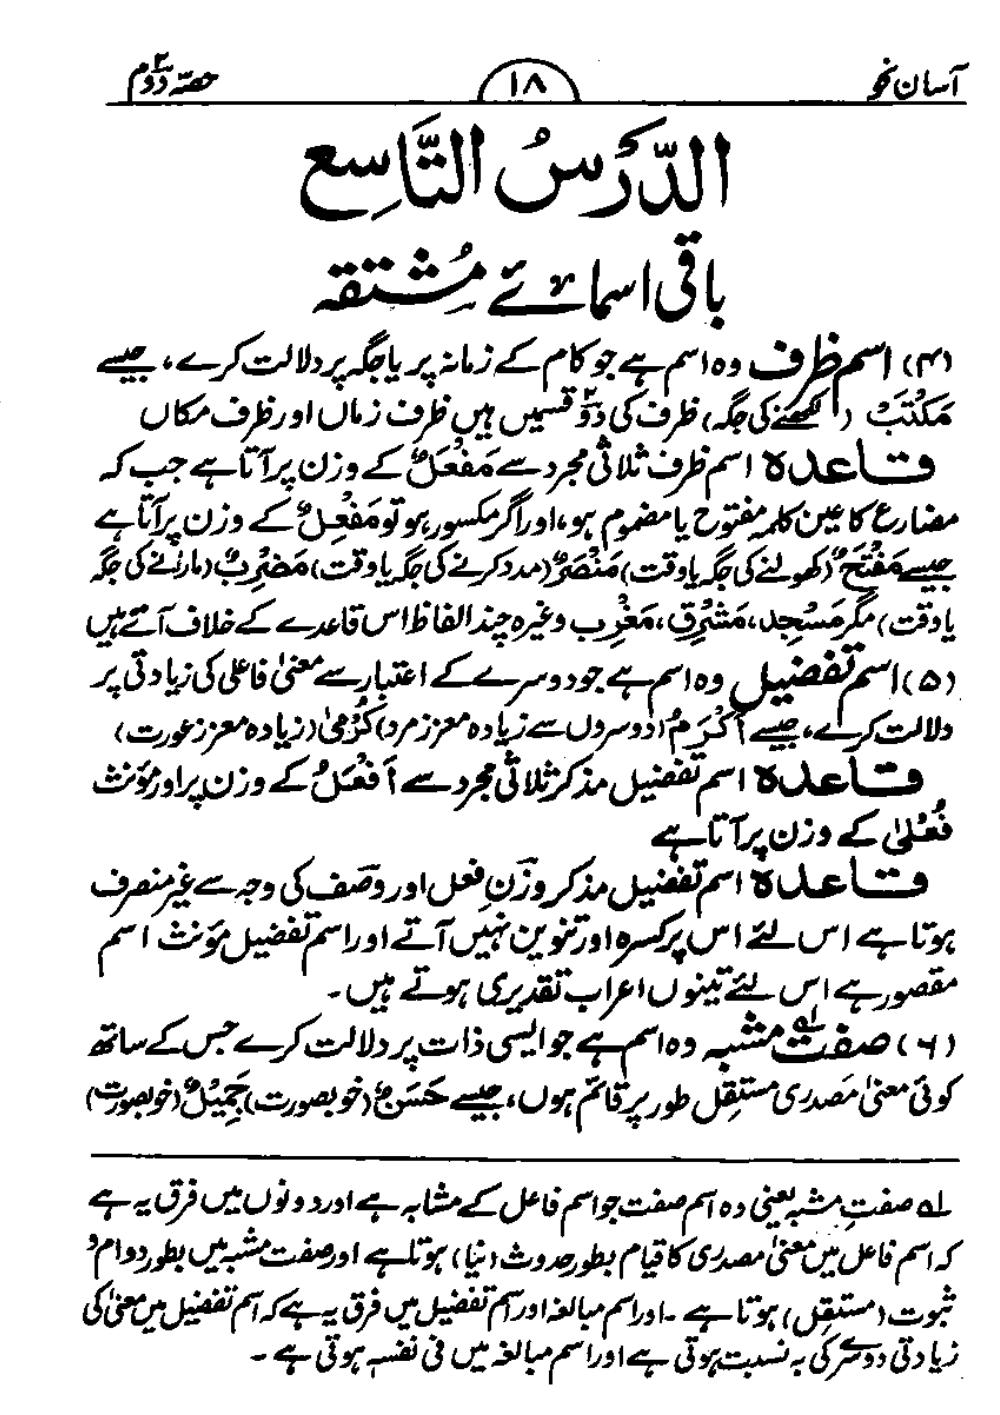 آسان نحو ۱۸ حصّہ دوّم
الدَّرْسُ التَّاسِع
باقی اسمائے مُشتِقہ
(۴) اسم ظرف وہ اسم ہے جو کام کے زمانہ پر یا جگہ پر دلالت کرے، جیسے
مَکْتَبٌ (لکھنے کی جگہ) ظرف کی دوؔ قسمیں ہیں ظرف زماں اور ظرف مکاں
قاعدہ اسم ظرف ثلاثی مجرد سے مَفْعَلٌ کے وزن پر آتا ہے جب کہ
مضارع کا عین کلمہ مفتوح یا مضموم ہو، اور اگر مکسور ہو تو مَفْعِلٌ کے وزن پر آتا ہے
جیسے مَفْتَحٌ (کھولنے کی جگہ یا وقت) مَنْصَرٌ (مدد کرنے کی جگہ یا وقت) مَضْرِبٌ (مارنے کی جگہ
یا وقت) مگر مَسْجِد، مَشْرِق، مَغْرِب وغیرہ چند الفاظ اس قاعدے کے خلاف آتے ہیں
(۵) اسم تفضیل وہ اسم ہے جو دوسرے کے اعتبار سے معنیٰ فاعلی کی زیادتی پر
دلالت کرے، جیسے اَکْرَمُ (دوسروں سے زیادہ معزز مرد) کُرْمیٰ (زیادہ معزز عورت)
قاعدہ اسم تفضیل مذکر ثلاثی مجرد سے اَفْعَلُ کے وزن پر اور مؤنث
فُعْلیٰ کے وزن پر آتا ہے
قاعدہ اسم تفضیل مذکر وزنِ فعل اور وصف کی وجہ سے غیر منصرف
ہوتا ہے اس لئے اس پر کسرہ اور تنوین نہیں آتے اور اسم تفضیل مؤنث اسم
مقصور ہے اس لئے تینوں اعراب تقدیری ہوتے ہیں۔
(۶) صفت مشبہ لہ وہ اسم ہے جو ایسی ذات پر دلالت کرے جس کے ساتھ
کوئی معنیٰ مَصدری مستقِل طور پر قائم ہوں، جیسے حَسَنٌ (خوبصورت) جَمِیْلٌ (خوبصورت)
لہ صفتِ مشبہ یعنی وہ اسم صفت جو اسم فاعل کے مشابہ ہے اور دونوں میں فرق یہ ہے
کہ اسم فاعل میں معنیٰ مصدری کا قیام بطور حدوث (نیا) ہوتا ہے اور صفت مشبہ میں بطور دوام و
ثبوت (مستقِل) ہوتا ہے۔ اور اسم مبالغہ اور اسم تفضیل میں فرق یہ ہے کہ اسم تفضیل میں معنیٰ کی
زیادتی دوسرے کی بہ نسبت ہوتی ہے اور اسم مبالغہ میں فی نفسہ ہوتی ہے۔